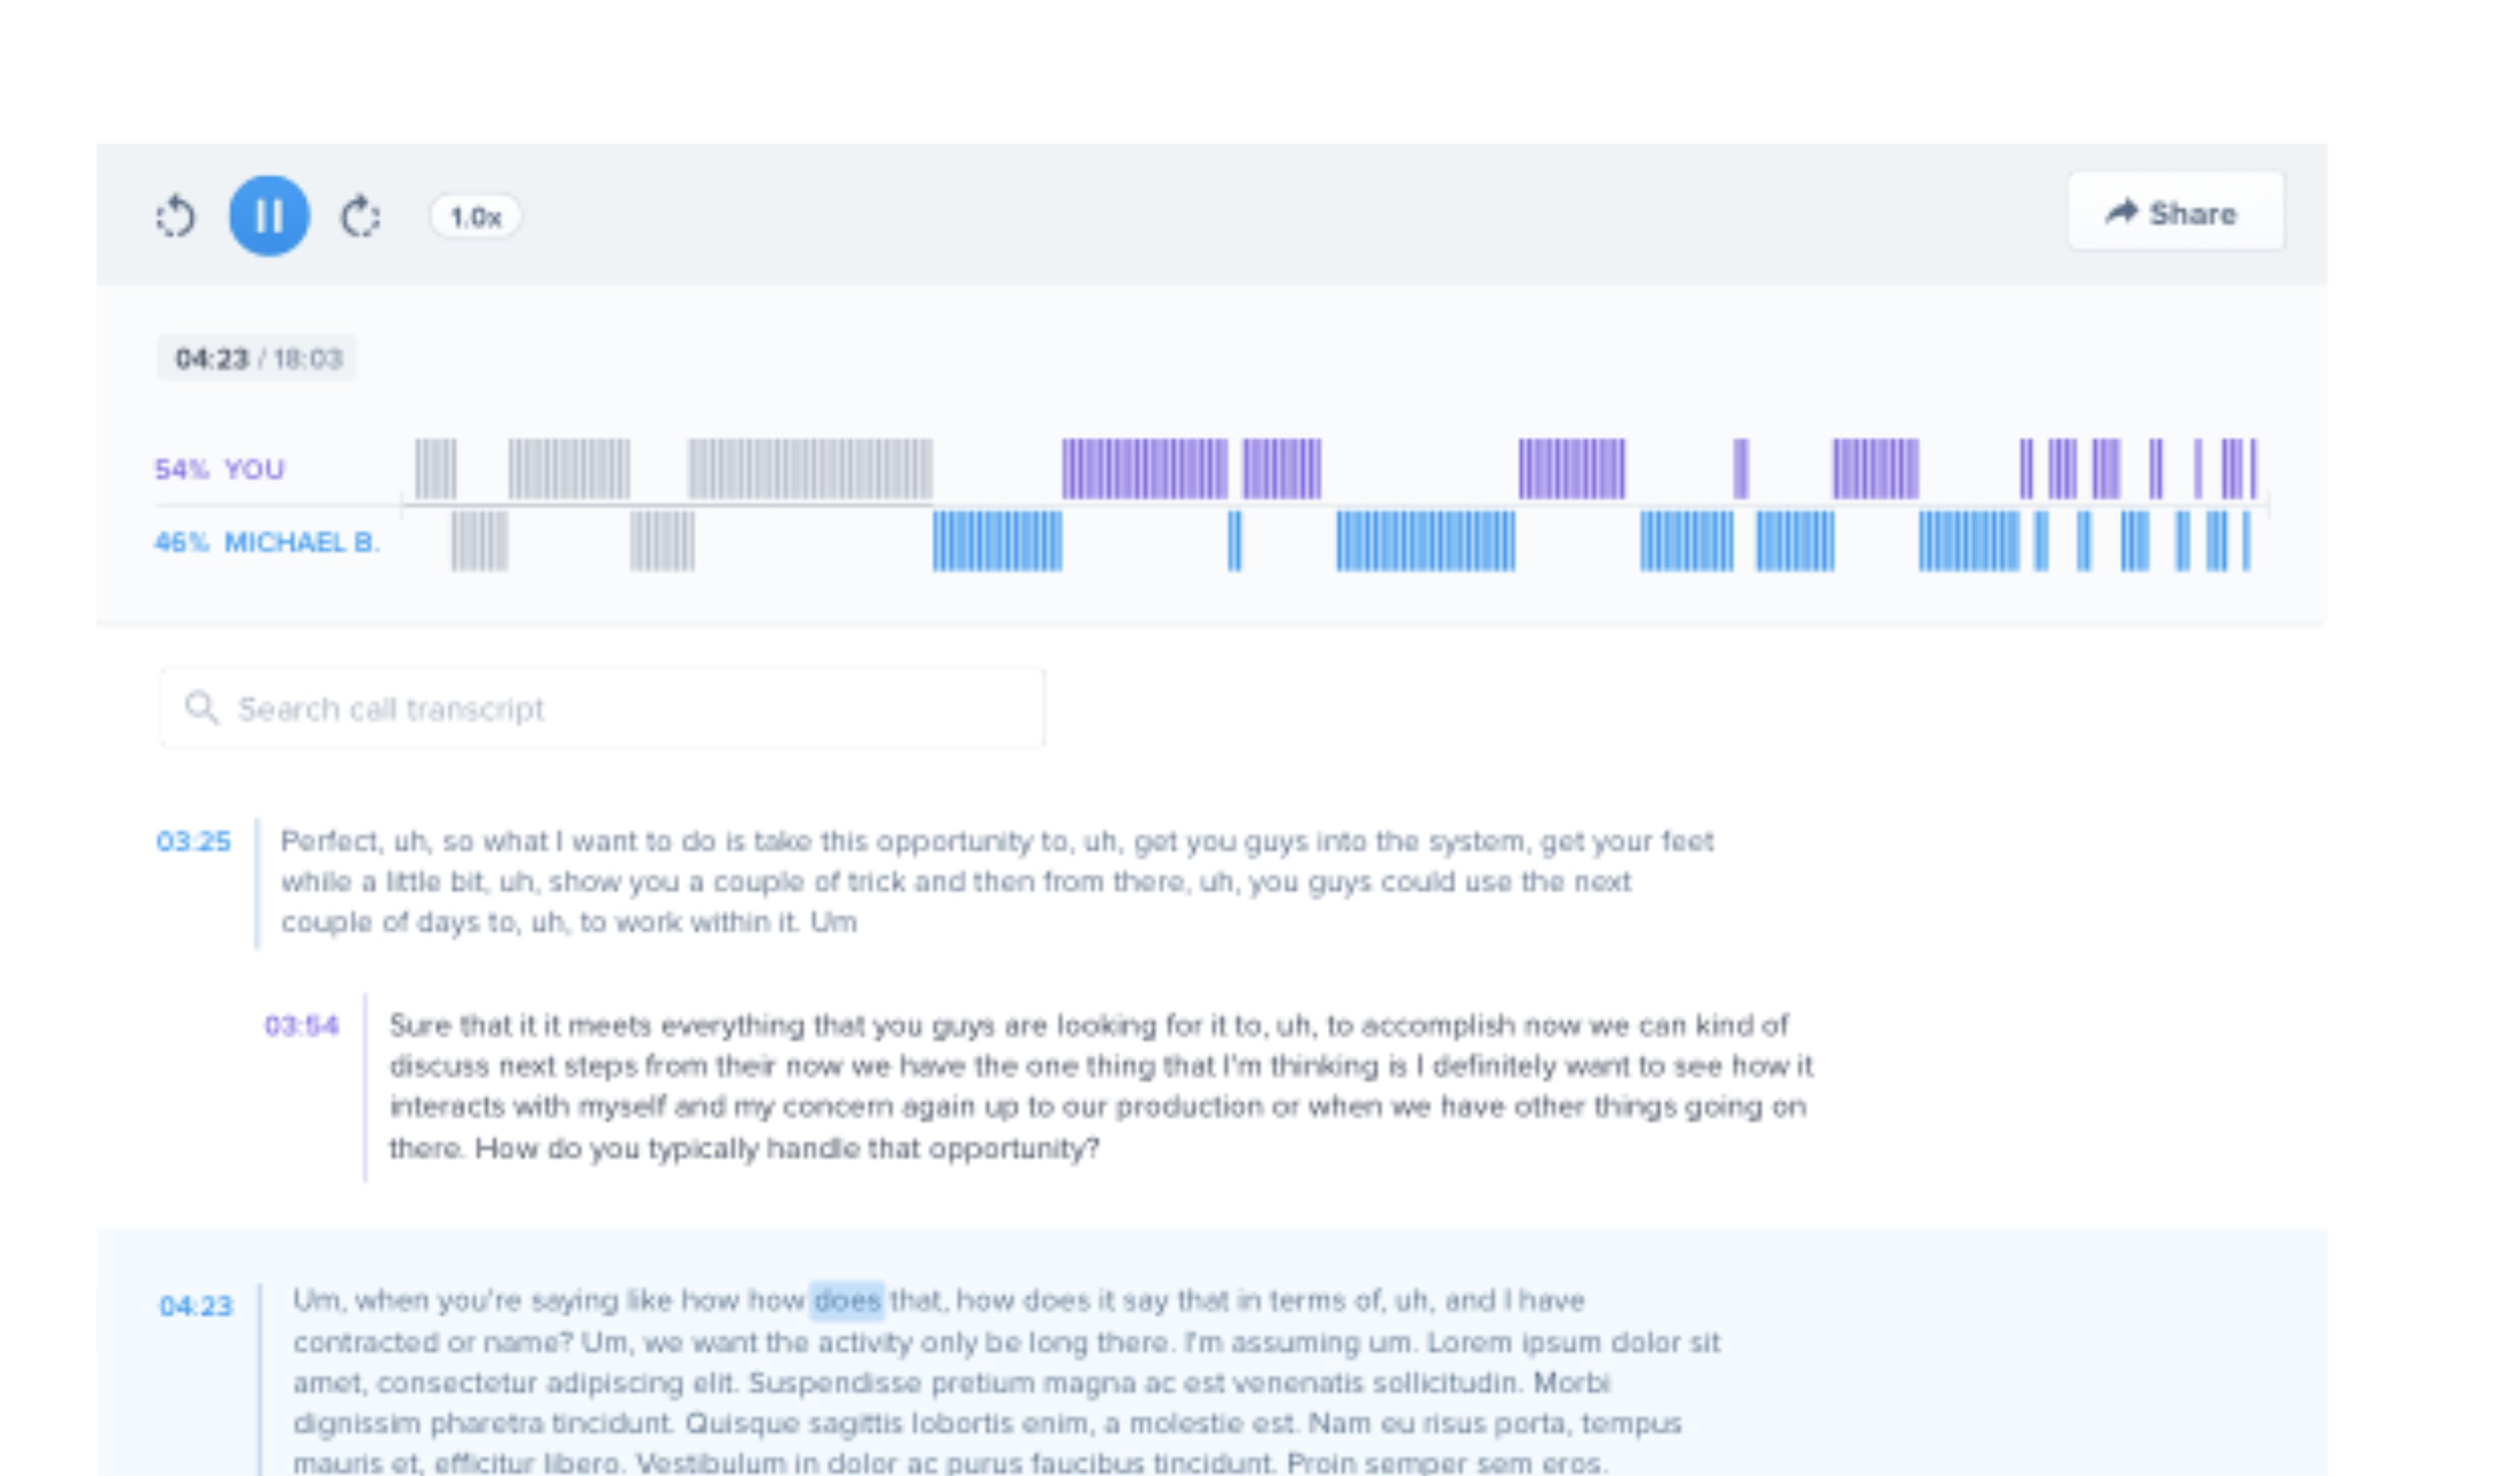 1.0x
Share
04:23 / 18:03
54% YOU
46% MICHAEL B.
Search call transcript
03:25
Perfect, uh, so what I want to do is take this opportunity to, uh, get you guys into the system, get your feet
while a little bit, uh, show you a couple of trick and then from there, uh, you guys could use the next
couple of days to, uh, to work within it. Um
03:54
Sure that it it meets everything that you guys are looking for it to, uh, to accomplish now we can kind of
discuss next steps from their now we have the one thing that I'm thinking is I definitely want to see how it
interacts with myself and my concern again up to our production or when we have other things going on
there. How do you typically handle that opportunity?
04:23
Um, when you're saying like how how does that, how does it say that in terms of, uh, and I have
contracted or name? Um, we want the activity only be long there. I'm assuming um. Lorem ipsum dolor sit
amet, consectetur adipiscing elit. Suspendisse pretium magna ac est venenatis sollicitudin. Morbi
dignissim pharetra tincidunt. Quisque sagittis lobortis enim, a molestie est. Nam eu risus porta, tempus
mauris et, efficitur libero. Vestibulum in dolor ac purus faucibus tincidunt. Proin semper sem eros.